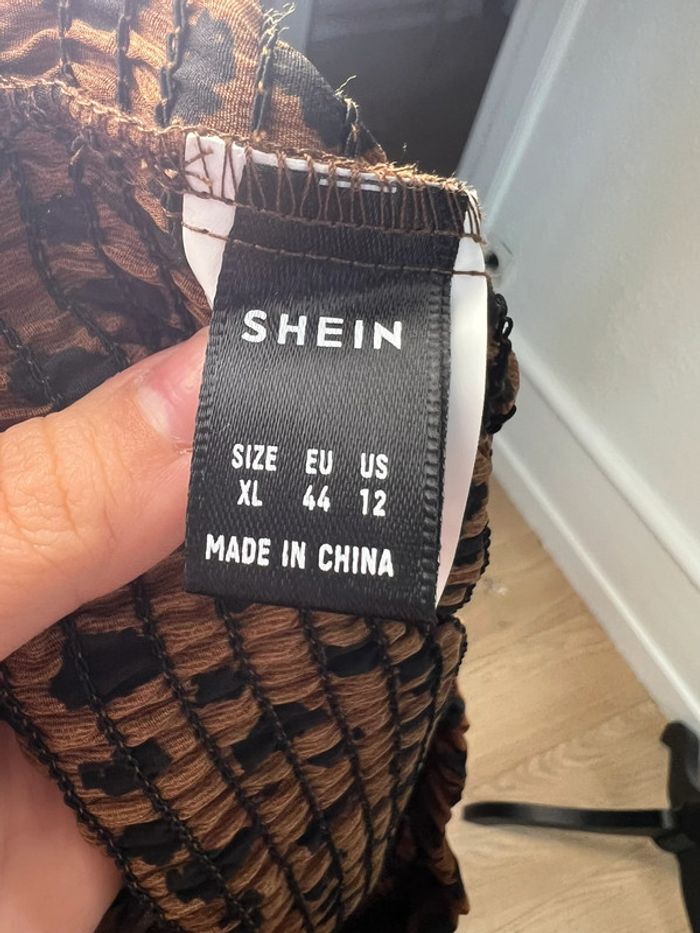 SHEIN
SIZE EU US
XL 44 12
MADE IN CHINA